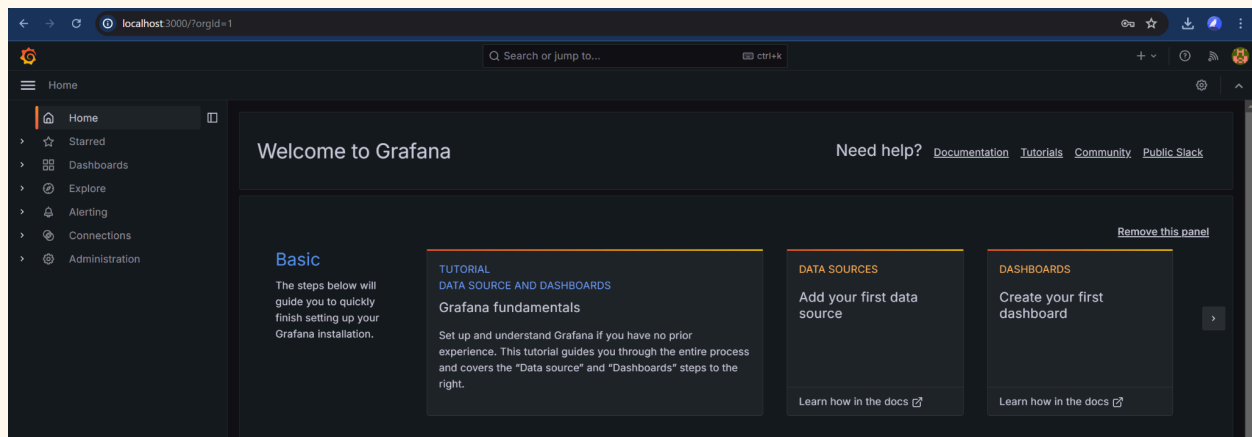 localhost:3000/?orgId=1
Search or jump to...
ctrl+k
Home
Home
Starred
Dashboards
Explore
Alerting
Connections
Administration
Welcome to Grafana
Need help? Documentation Tutorials Community Public Slack
Remove this panel
Basic
The steps below will
guide you to quickly
finish setting up your
Grafana installation.
TUTORIAL
DATA SOURCE AND DASHBOARDS
Grafana fundamentals
Set up and understand Grafana if you have no prior
experience. This tutorial guides you through the entire process
and covers the “Data source” and “Dashboards” steps to the
right.
DATA SOURCES
Add your first data
source
Learn how in the docs
DASHBOARDS
Create your first
dashboard
Learn how in the docs